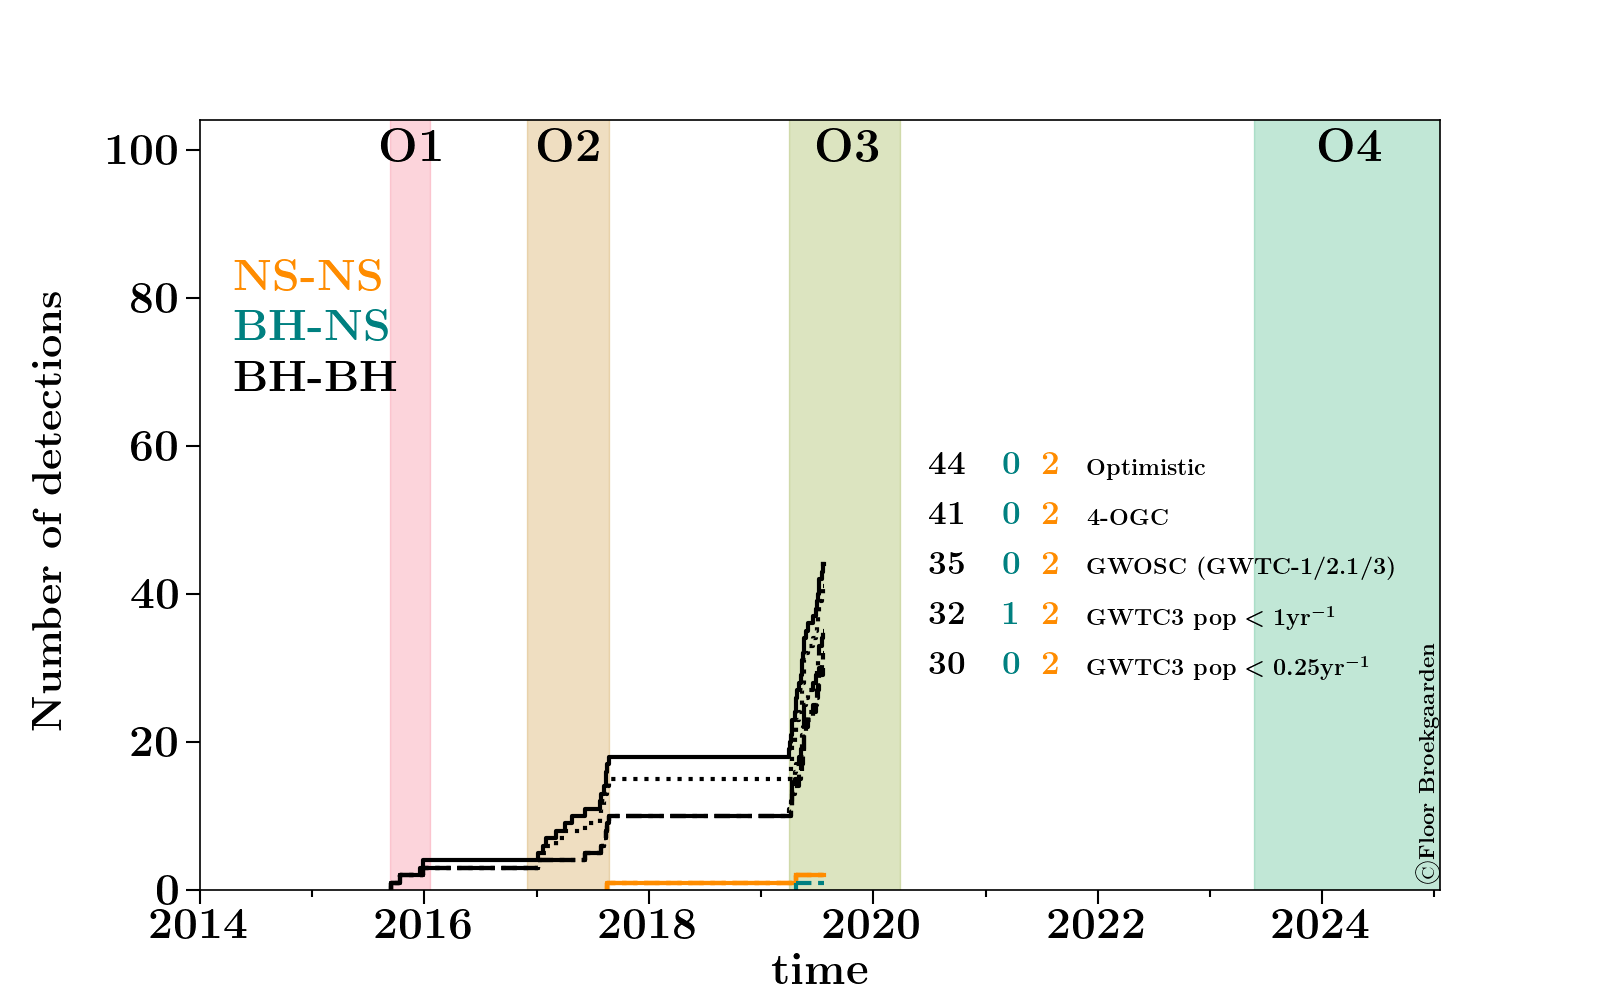 O1 O2 O3 O4
100
80
60
40
20
0
Number of detections
NS-NS
BH-NS
BH-BH
44 0 2 Optimistic
41 0 2 4-OGC
35 0 2 GWOSC (GWTC-1/2.1/3)
32 1 2 GWTC3 pop < 1yr⁻¹
30 0 2 GWTC3 pop < 0.25yr⁻¹
©Floor Broekgaarden
2014 2016 2018 2020 2022 2024
time